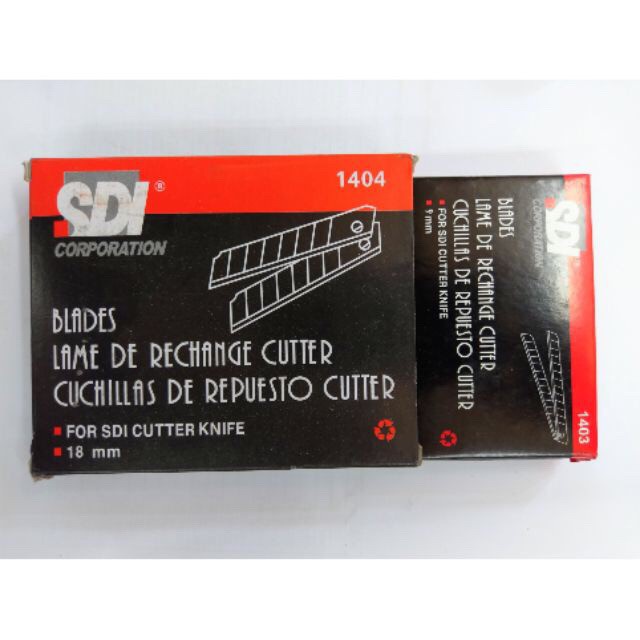 SDI®
CORPORATION
1404
BLADES
LAME DE RECHANGE CUTTER
CUCHILLAS DE REPUESTO CUTTER
FOR SDI CUTTER KNIFE
18 mm
SDI
CORPORATION
BLADES
LAME DE RECHANGE CUTTER
CUCHILLAS DE REPUESTO CUTTER
FOR SDI CUTTER KNIFE
9 mm
1403